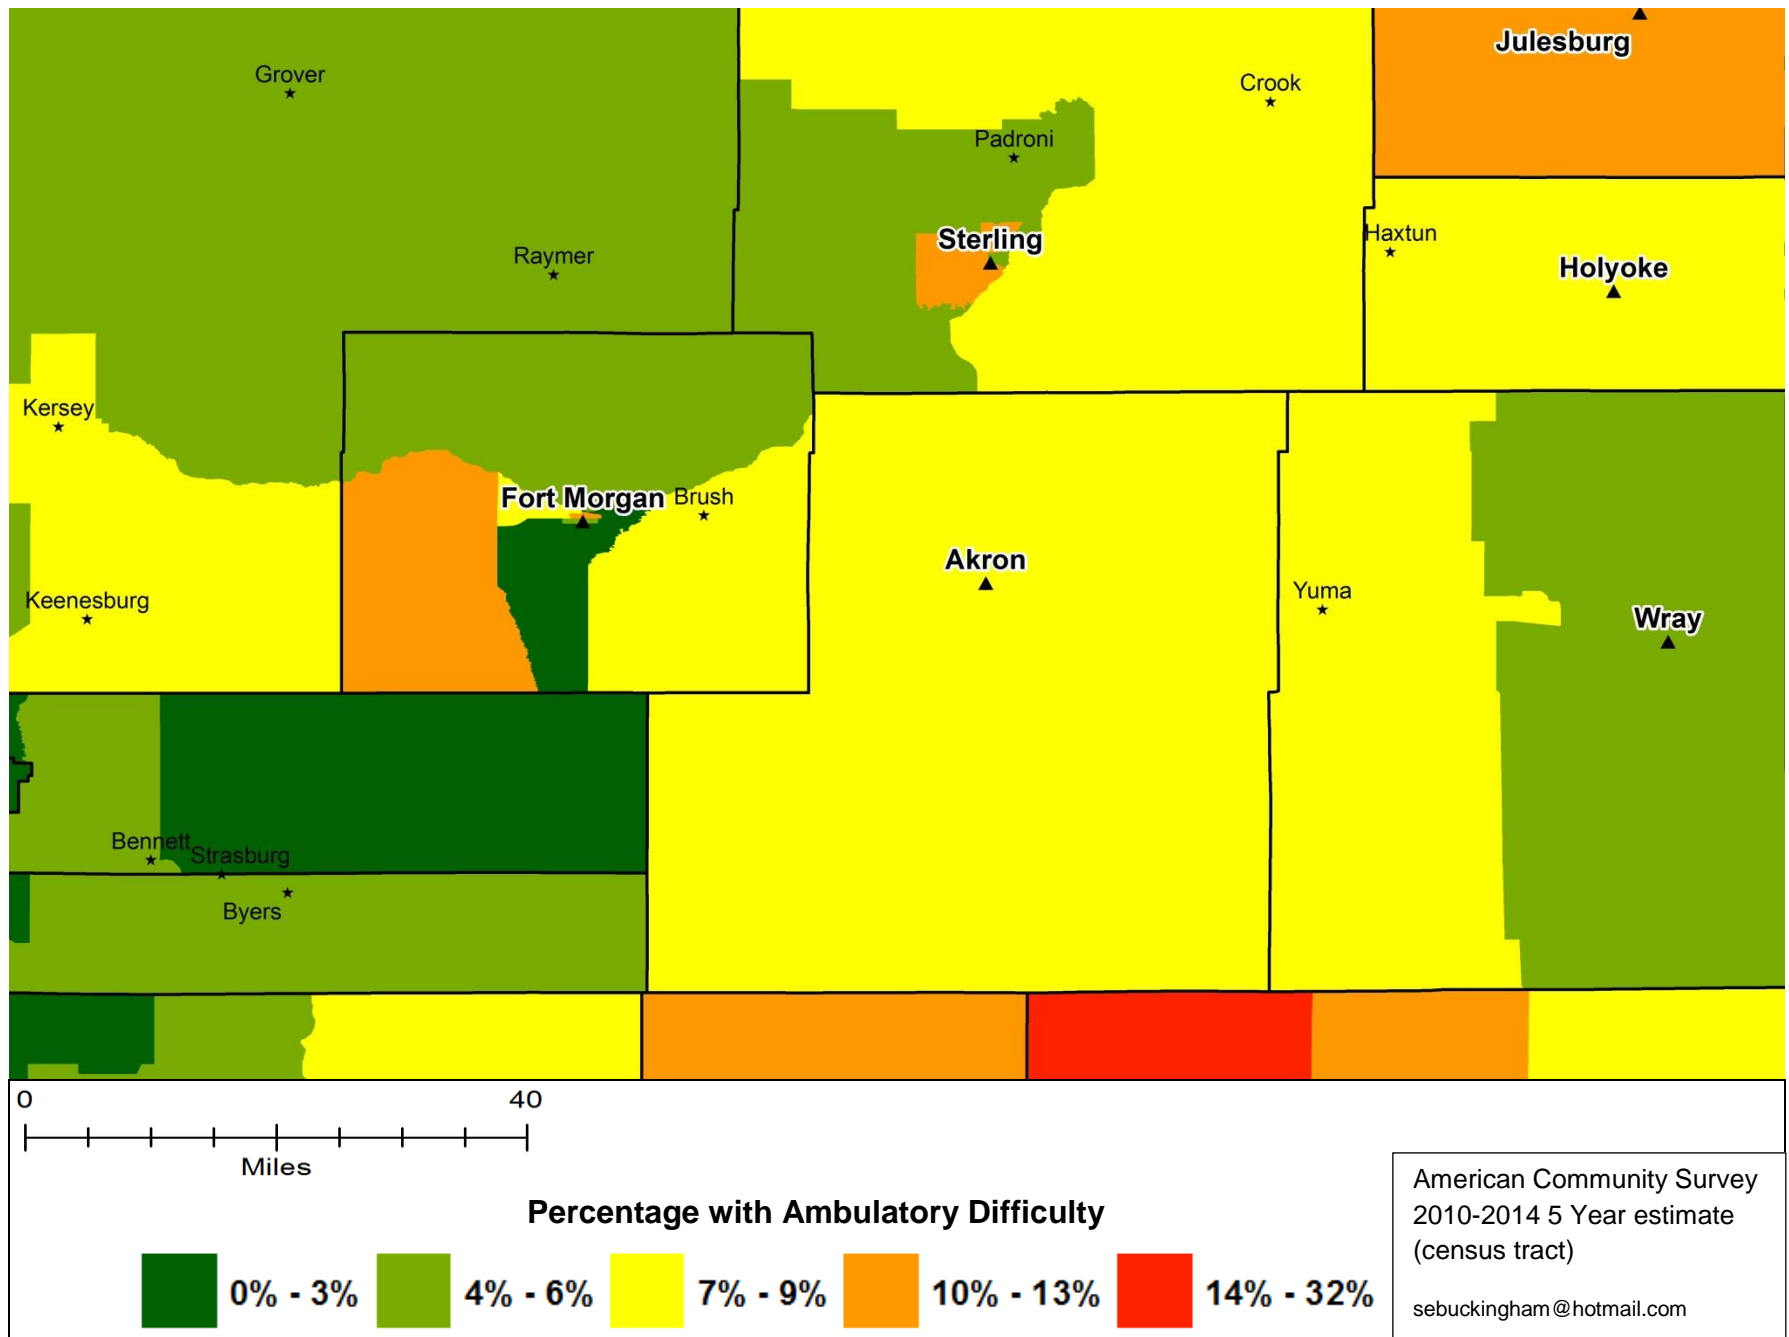 Julesburg
Grover
Crook
Padroni
Sterling
Haxtun
Raymer
Holyoke
Kersey
Fort Morgan
Brush
Akron
Keenesburg
Yuma
Wray
Bennett
Strasburg
Byers
0 40
Miles
Percentage with Ambulatory Difficulty
0% - 3% 4% - 6% 7% - 9% 10% - 13% 14% - 32%
American Community Survey
2010-2014 5 Year estimate
(census tract)
sebuckingham@hotmail.com